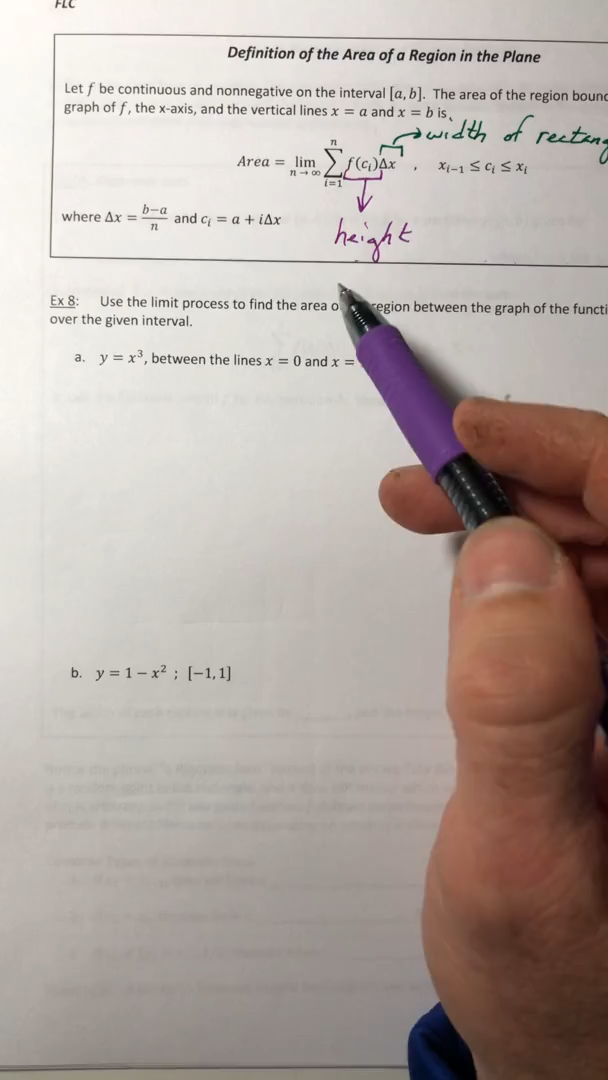 FLC
Definition of the Area of a Region in the Plane
Let f be continuous and nonnegative on the interval [a, b]. The area of the region
graph of f, the x-axis, and the vertical lines x = a and x = b is,
width of
Area = lim n→∞ ∑ i=1 n f(cᵢ)Δx , xᵢ₋₁ ≤ cᵢ ≤ xᵢ
where Δx = (b−a)/n and cᵢ = a + iΔx
height
Ex 8: Use the limit process to find the area region between the graph of the
over the given interval.
a. y = x³, between the lines x = 0 and x =
b. y = 1 − x² ; [−1, 1]